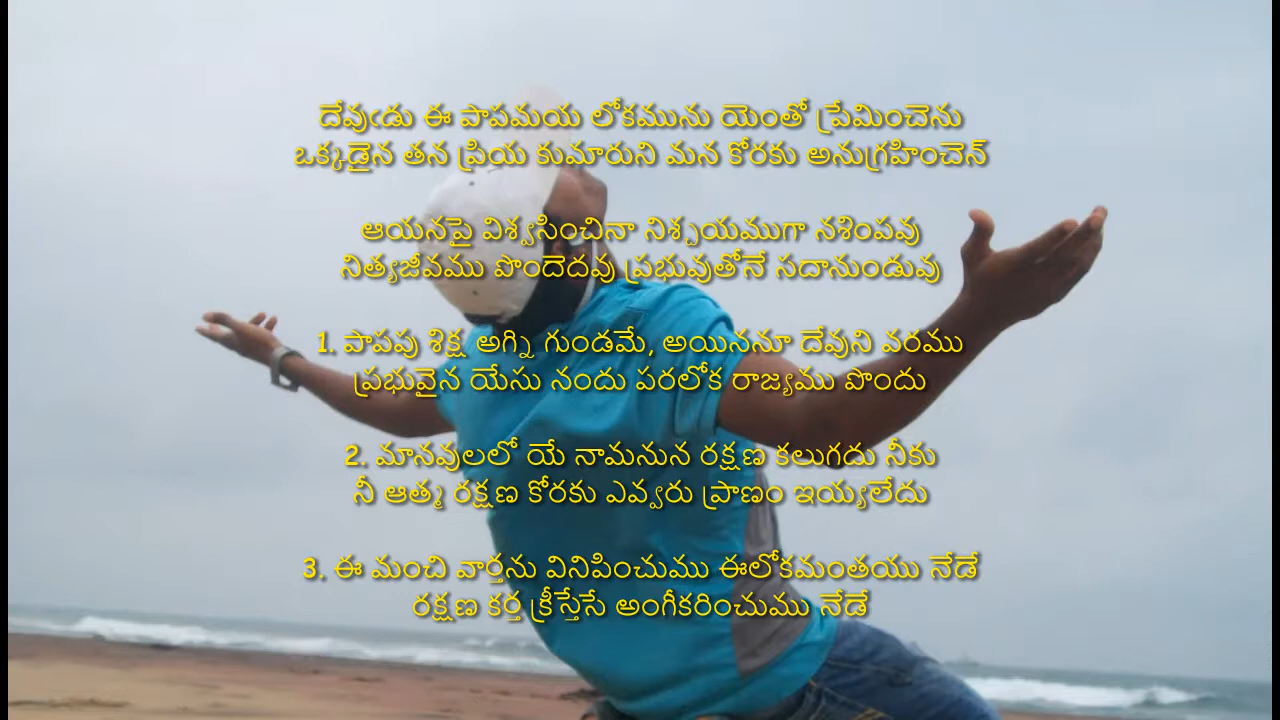 దేవుఁడు ఈ పాపమయ లోకమును యెంతో ప్రేమించెను
ఒక్కడైన తన ప్రియ కుమారుని మన కోరకు అనుగ్రహించెన్
ఆయనపై విశ్వసించినా నిశ్చయముగా నశింపవు
నిత్యజీవము పొందెదవు ప్రభువుతోనే సదానుండువు
1. పాపపు శిక్ష అగ్ని గుండమే, అయిననూ దేవుని వరము
ప్రభువైన యేసు నందు పరలోక రాజ్యము పొందు
2. మానవులలో యే నామనున రక్షణ కలుగదు నీకు
నీ ఆత్మ రక్షణ కోరకు ఎవ్వరు ప్రాణం ఇయ్యలేదు
3. ఈ మంచి వార్తను వినిపించుము ఈలోకమంతయు నేడే
రక్షణ కర్త క్రీస్తేసే అంగీకరించుము నేడే